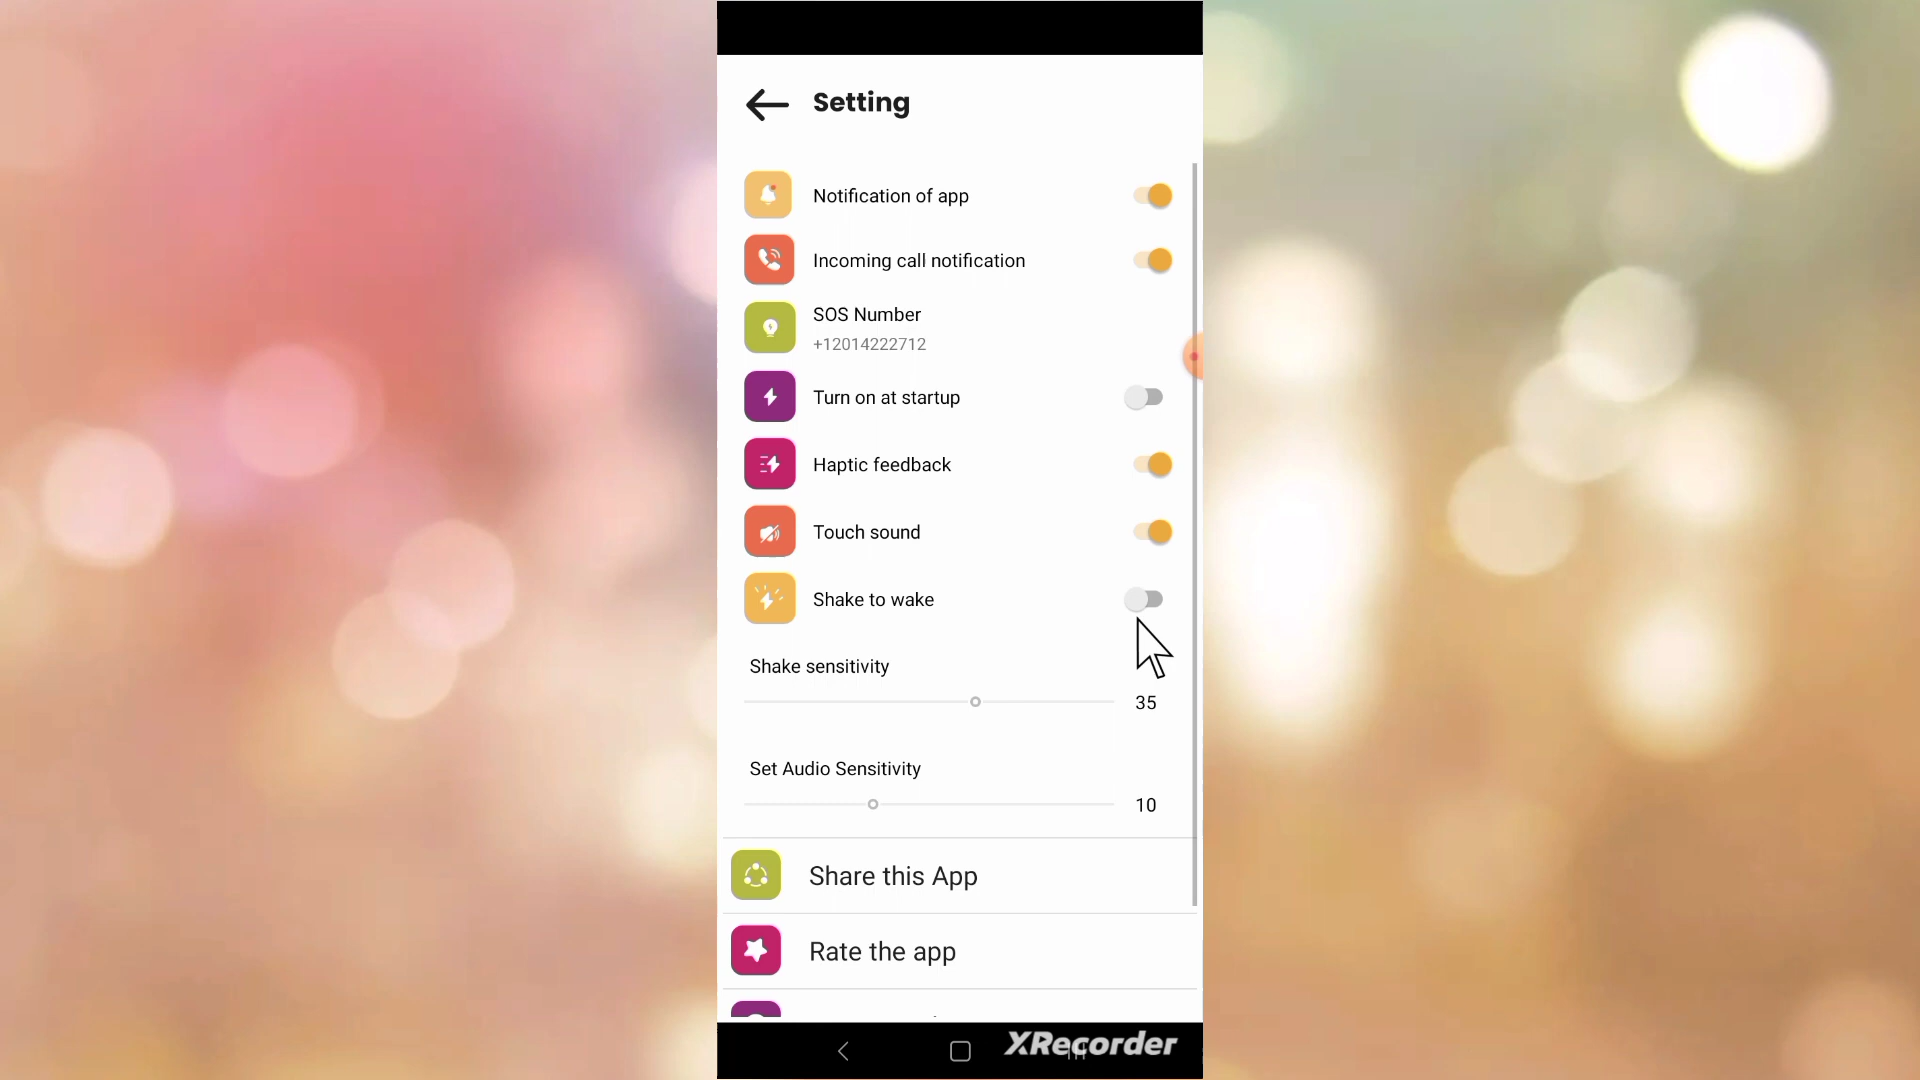 Setting
Notification of app
Incoming call notification
SOS Number
+12014222712
Turn on at startup
Haptic feedback
Touch sound
Shake to wake
Shake sensitivity
35
Set Audio Sensitivity
10
Share this App
Rate the app
XRecorder